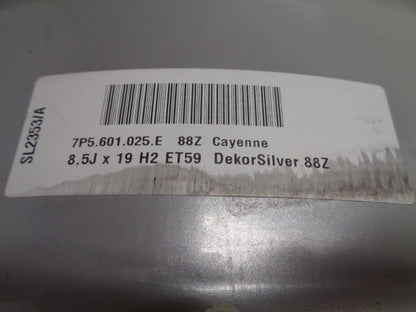 SL2353/A
7P5.601.025.E 88Z Cayenne
8,5J x 19 H2 ET59 DekorSilver 88Z